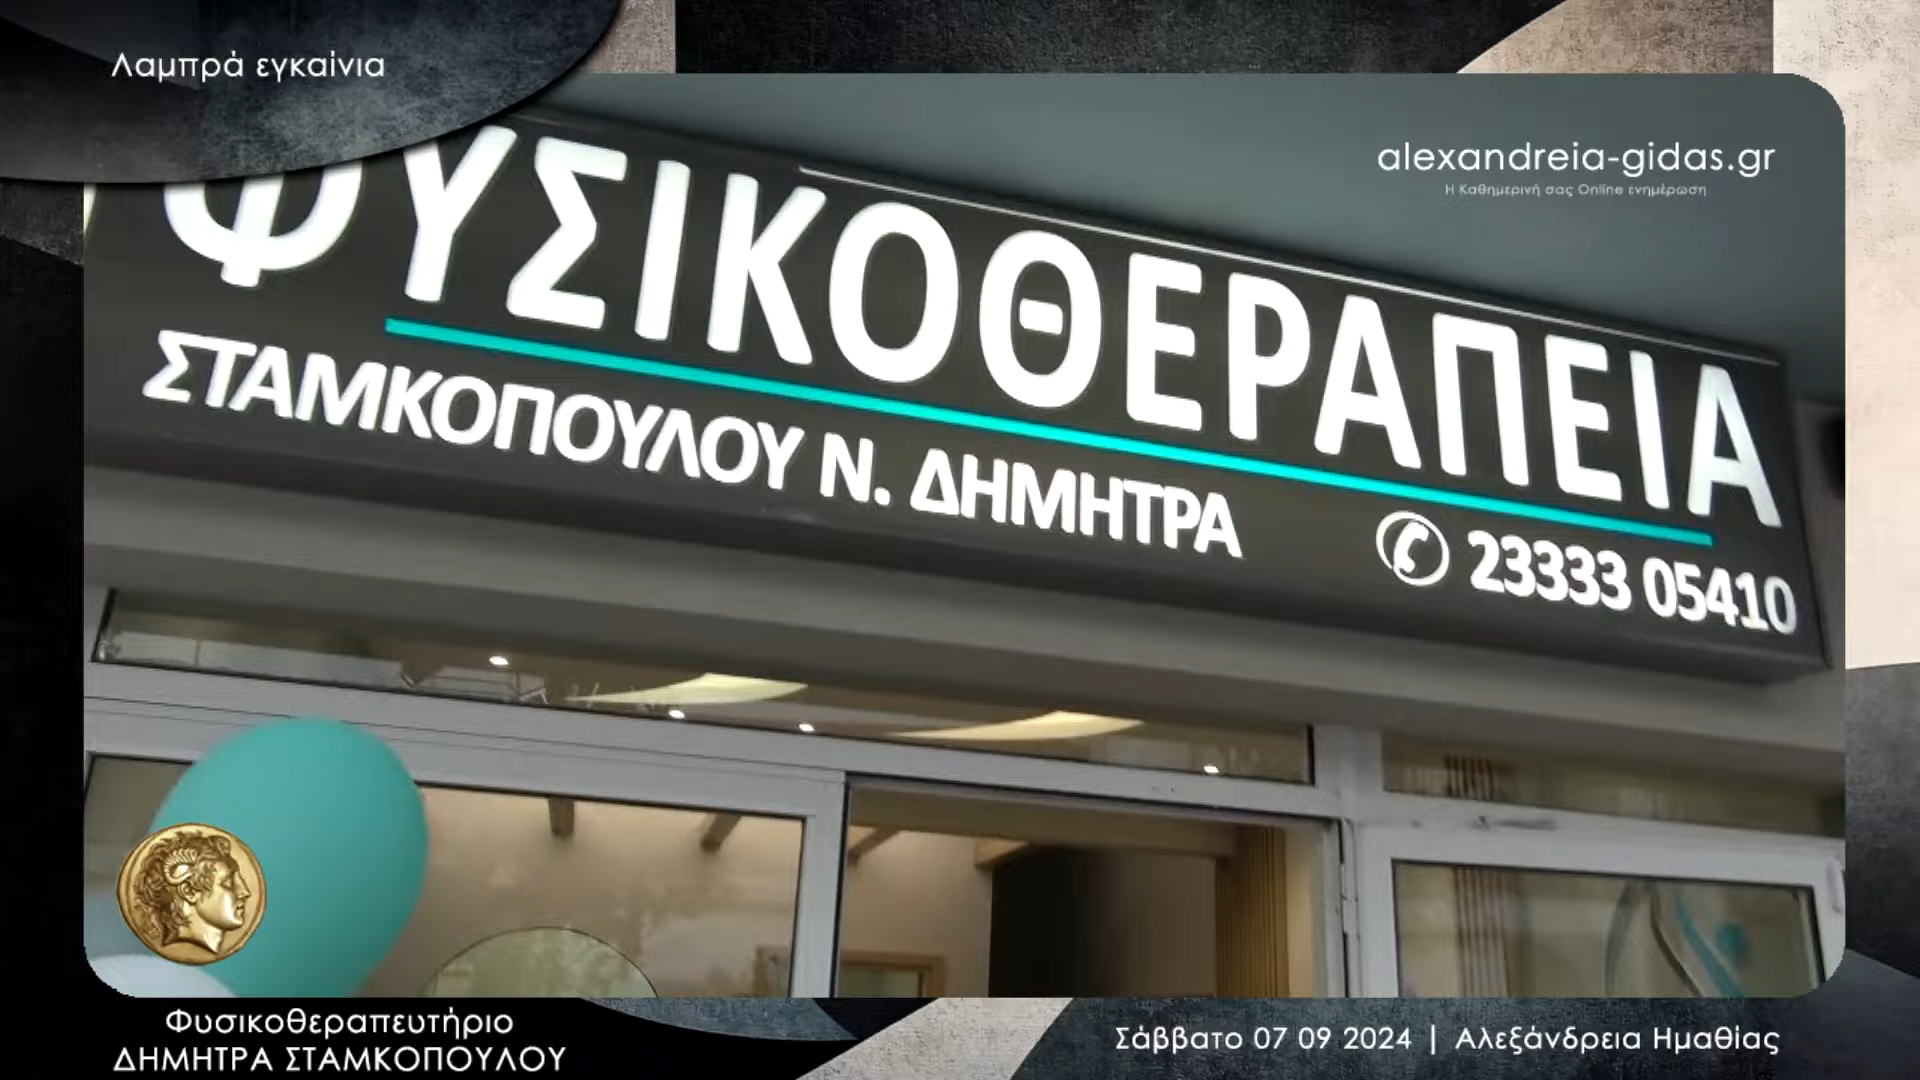 Λαμπρά εγκαίνια
alexandreia-gidas.gr
Η Καθημερινή σας Online ενημέρωση
ΦΥΣΙΚΟΘΕΡΑΠΕΙΑ
ΣΤΑΜΚΟΠΟΥΛΟΥ Ν. ΔΗΜΗΤΡΑ
23333 05410
Φυσικοθεραπευτήριο
ΔΗΜΗΤΡΑ ΣΤΑΜΚΟΠΟΥΛΟΥ
Σάββατο 07 09 2024 | Αλεξάνδρεια Ημαθίας